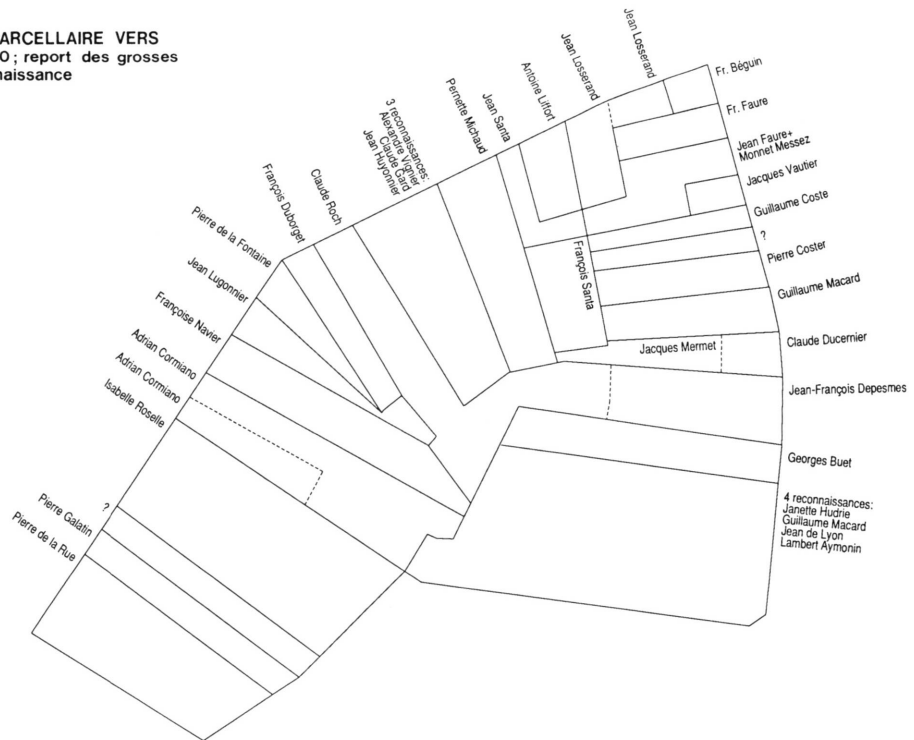 ARCELLAIRE VERS
O ; report des grosses
naissance
Pierre de la Rue
Pierre Galatin
?
Isabelle Roselle
Adrian Cormiano
Adrian Cormiano
Françoise Navier
Jean Lugonnier
Pierre de la Fontaine
François Duborget
Claude Roch
3 reconnaissances:
Alexandre Vignier
Claude Gard
Jean Huyonnier
Pernette Michaud
Jean Santa
Antoine Liffort
Jean Losserand
Jean Losserand
Fr. Béguin
Fr. Faure
Jean Faure+
Monnet Messez
Jacques Vautier
Guillaume Coste
?
Pierre Coster
Guillaume Macard
François Santa
Jacques Mermet
Claude Ducernier
Jean-François Depesmes
Georges Buet
4 reconnaissances:
Janette Hudrie
Guillaume Macard
Jean de Lyon
Lambert Aymonin